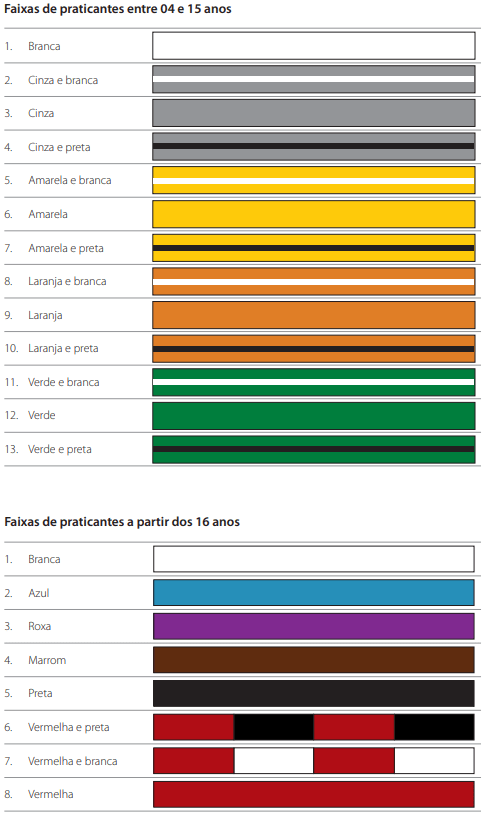 Faixas de praticantes entre 04 e 15 anos
1. Branca
2. Cinza e branca
3. Cinza
4. Cinza e preta
5. Amarela e branca
6. Amarela
7. Amarela e preta
8. Laranja e branca
9. Laranja
10. Laranja e preta
11. Verde e branca
12. Verde
13. Verde e preta
Faixas de praticantes a partir dos 16 anos
1. Branca
2. Azul
3. Roxa
4. Marrom
5. Preta
6. Vermelha e preta
7. Vermelha e branca
8. Vermelha